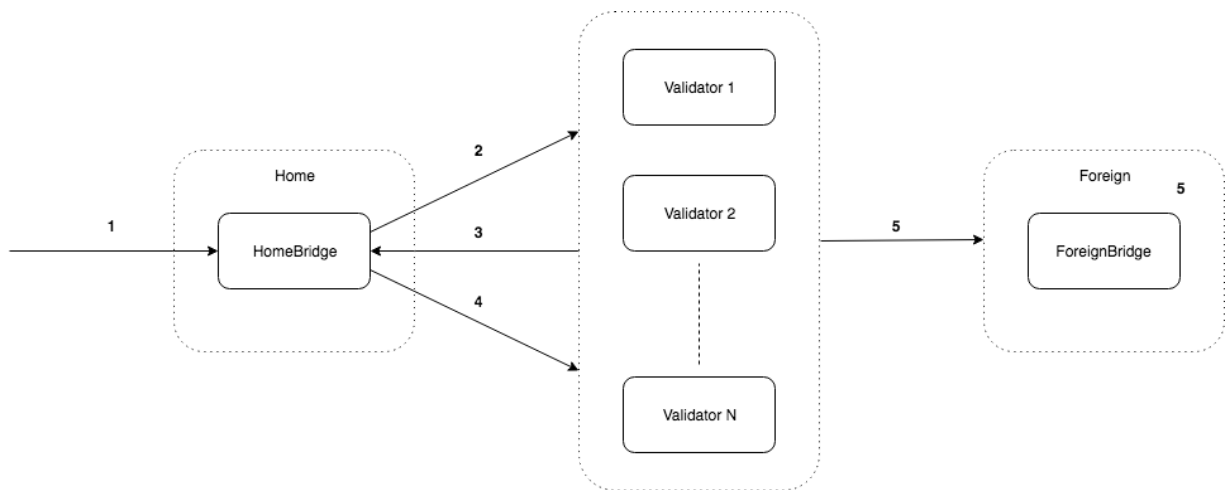 Validator 1
2
Home
Foreign
5
Validator 2
1
3
5
HomeBridge
ForeignBridge
4
Validator N